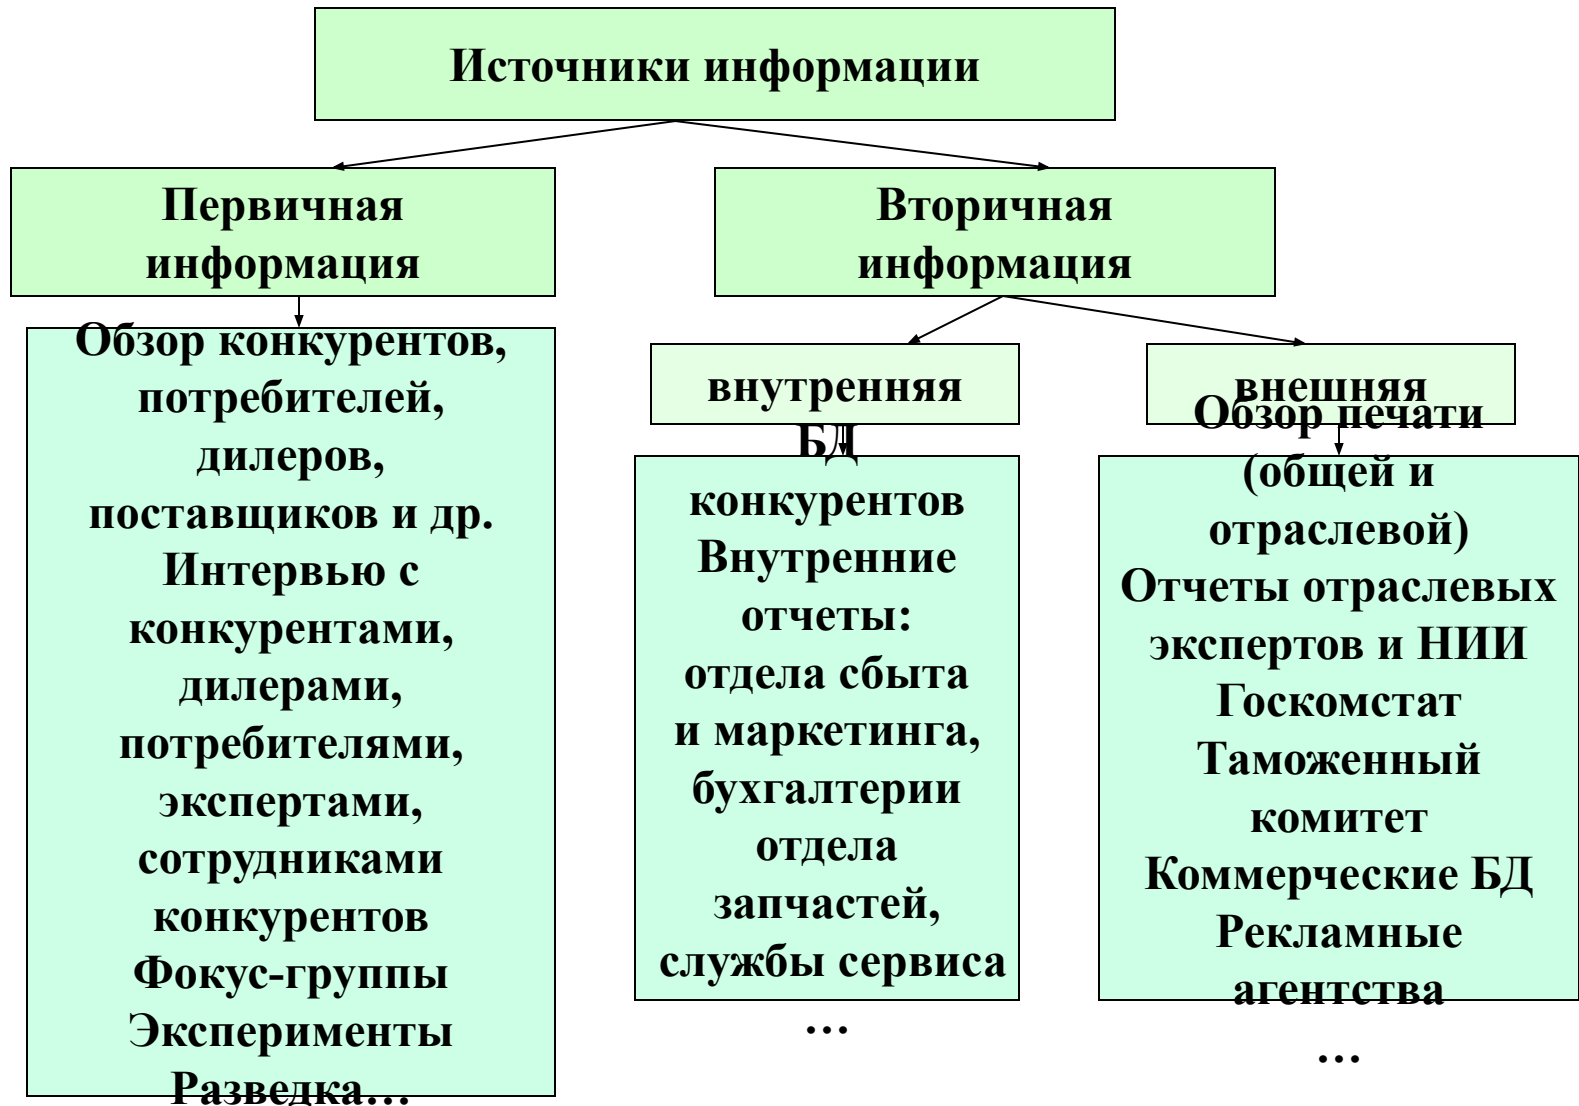 Источники информации
Первичная
информация
Обзор конкурентов,
потребителей,
дилеров,
поставщиков и др.
Интервью с
конкурентами,
дилерами,
потребителями,
экспертами,
сотрудниками
конкурентов
Фокус-группы
Эксперименты
Разведка…
Вторичная
информация
внутренняя
БД
конкурентов
Внутренние
отчеты:
отдела сбыта
и маркетинга,
бухгалтерии
отдела
запчастей,
службы сервиса
…
внешняя
Обзор печати
(общей и
отраслевой)
Отчеты отраслевых
экспертов и НИИ
Госкомстат
Таможенный
комитет
Коммерческие БД
Рекламные
агентства
…